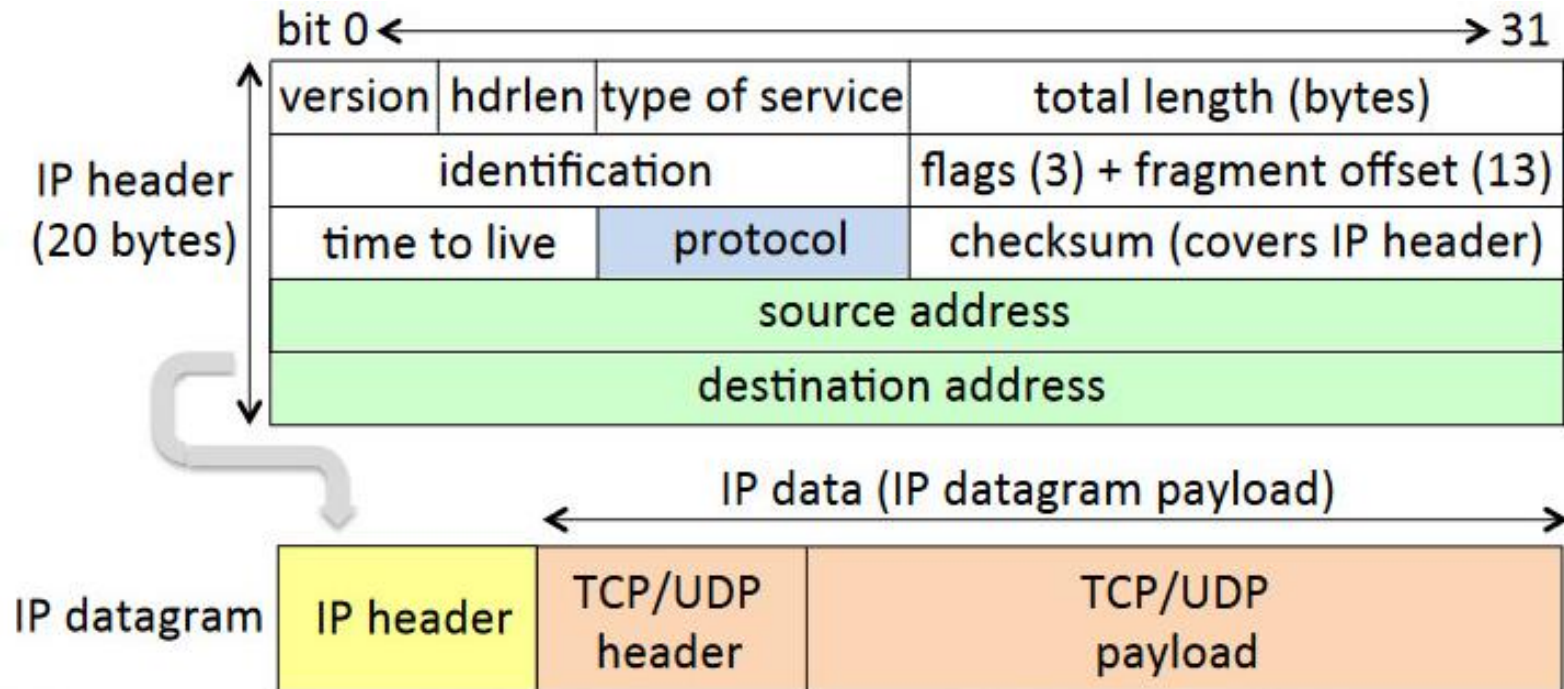 bit 0 31
version hdrlen type of service total length (bytes)
identification flags (3) + fragment offset (13)
time to live protocol checksum (covers IP header)
source address
destination address
IP header
(20 bytes)
IP data (IP datagram payload)
IP datagram
IP header
TCP/UDP
header
TCP/UDP
payload